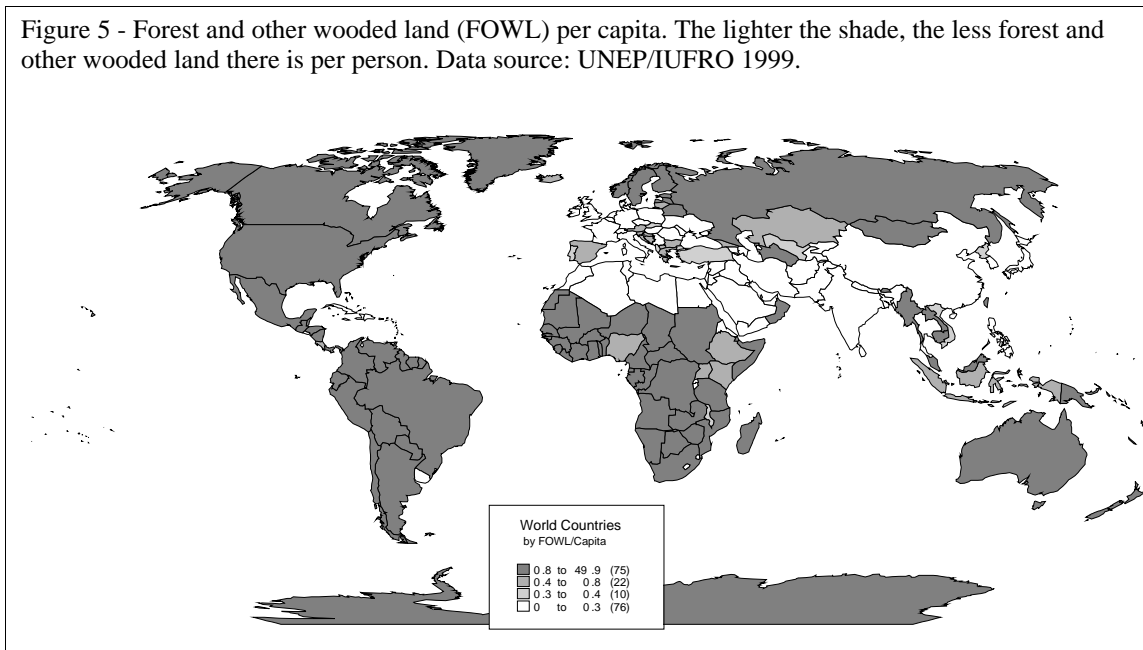 Figure 5 - Forest and other wooded land (FOWL) per capita. The lighter the shade, the less forest and
other wooded land there is per person. Data source: UNEP/IUFRO 1999.
World Countries
by FOWL/Capita
0.8 to 49 .9 (75)
0.4 to 0.8 (22)
0.3 to 0.4 (10)
0 to 0.3 (76)